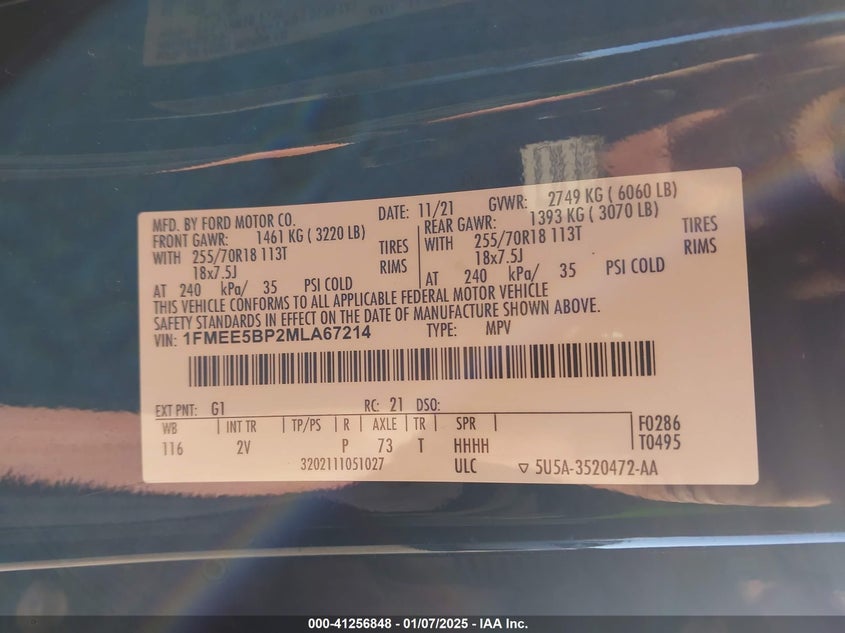 MFD. BY FORD MOTOR CO. DATE: 11/21 GVWR: 2749 KG ( 6060 LB)
FRONT GAWR: 1461 KG ( 3220 LB) REAR GAWR: 1393 KG ( 3070 LB)
WITH 255/70R18 113T TIRES WITH 255/70R18 113T TIRES
18x7.5J RIMS 18x7.5J RIMS
AT 240 kPa/ 35 PSI COLD AT 240 kPa/ 35 PSI COLD
THIS VEHICLE CONFORMS TO ALL APPLICABLE FEDERAL MOTOR VEHICLE
SAFETY STANDARDS IN EFFECT ON THE DATE OF MANUFACTURE SHOWN ABOVE.
VIN: 1FMEE5BP2MLA67214 TYPE: MPV
EXT PNT: G1 RC: 21 DSO:
WB | INT TR | TP/PS | R | AXLE | TR | SPR F0286
116 2V P 73 T HHHH T0495
3202111051027 ULC ▽ 5U5A-3520472-AA
000-41256848 - 01/07/2025 - IAA Inc.